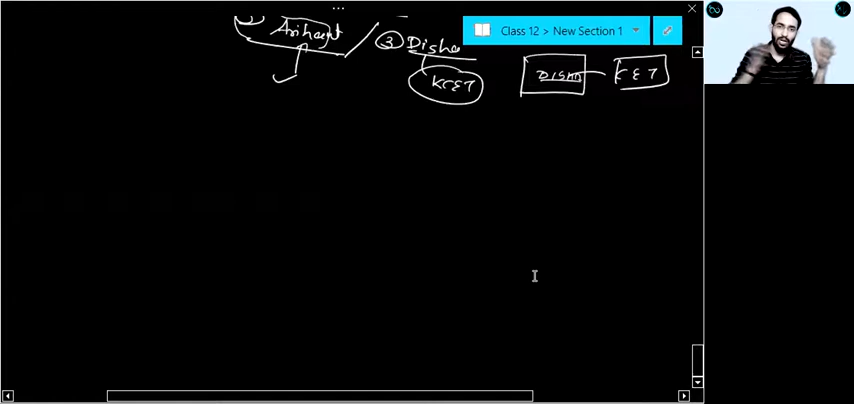 Class 12 > New Section 1
Arihant
③ Disha
KCET
DISHA
KCET